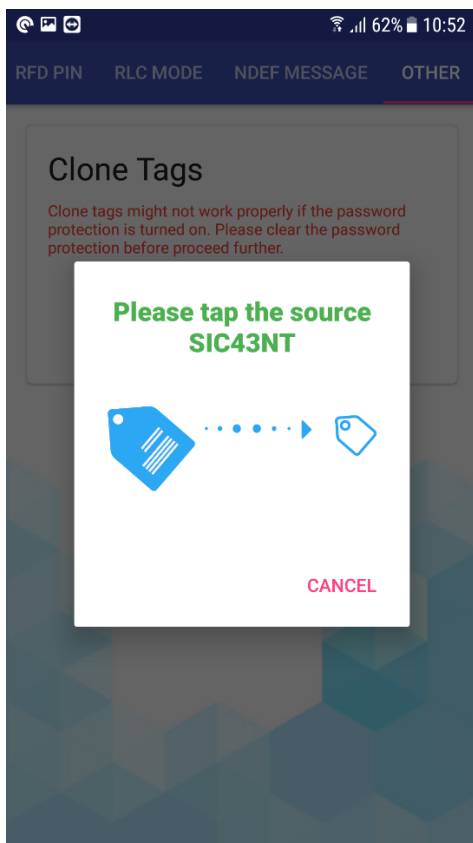 62% 10:52
RFD PIN RLC MODE NDEF MESSAGE OTHER
Clone Tags
Clone tags might not work properly if the password
protection is turned on. Please clear the password
protection before proceed further.
Please tap the source
SIC43NT
CANCEL